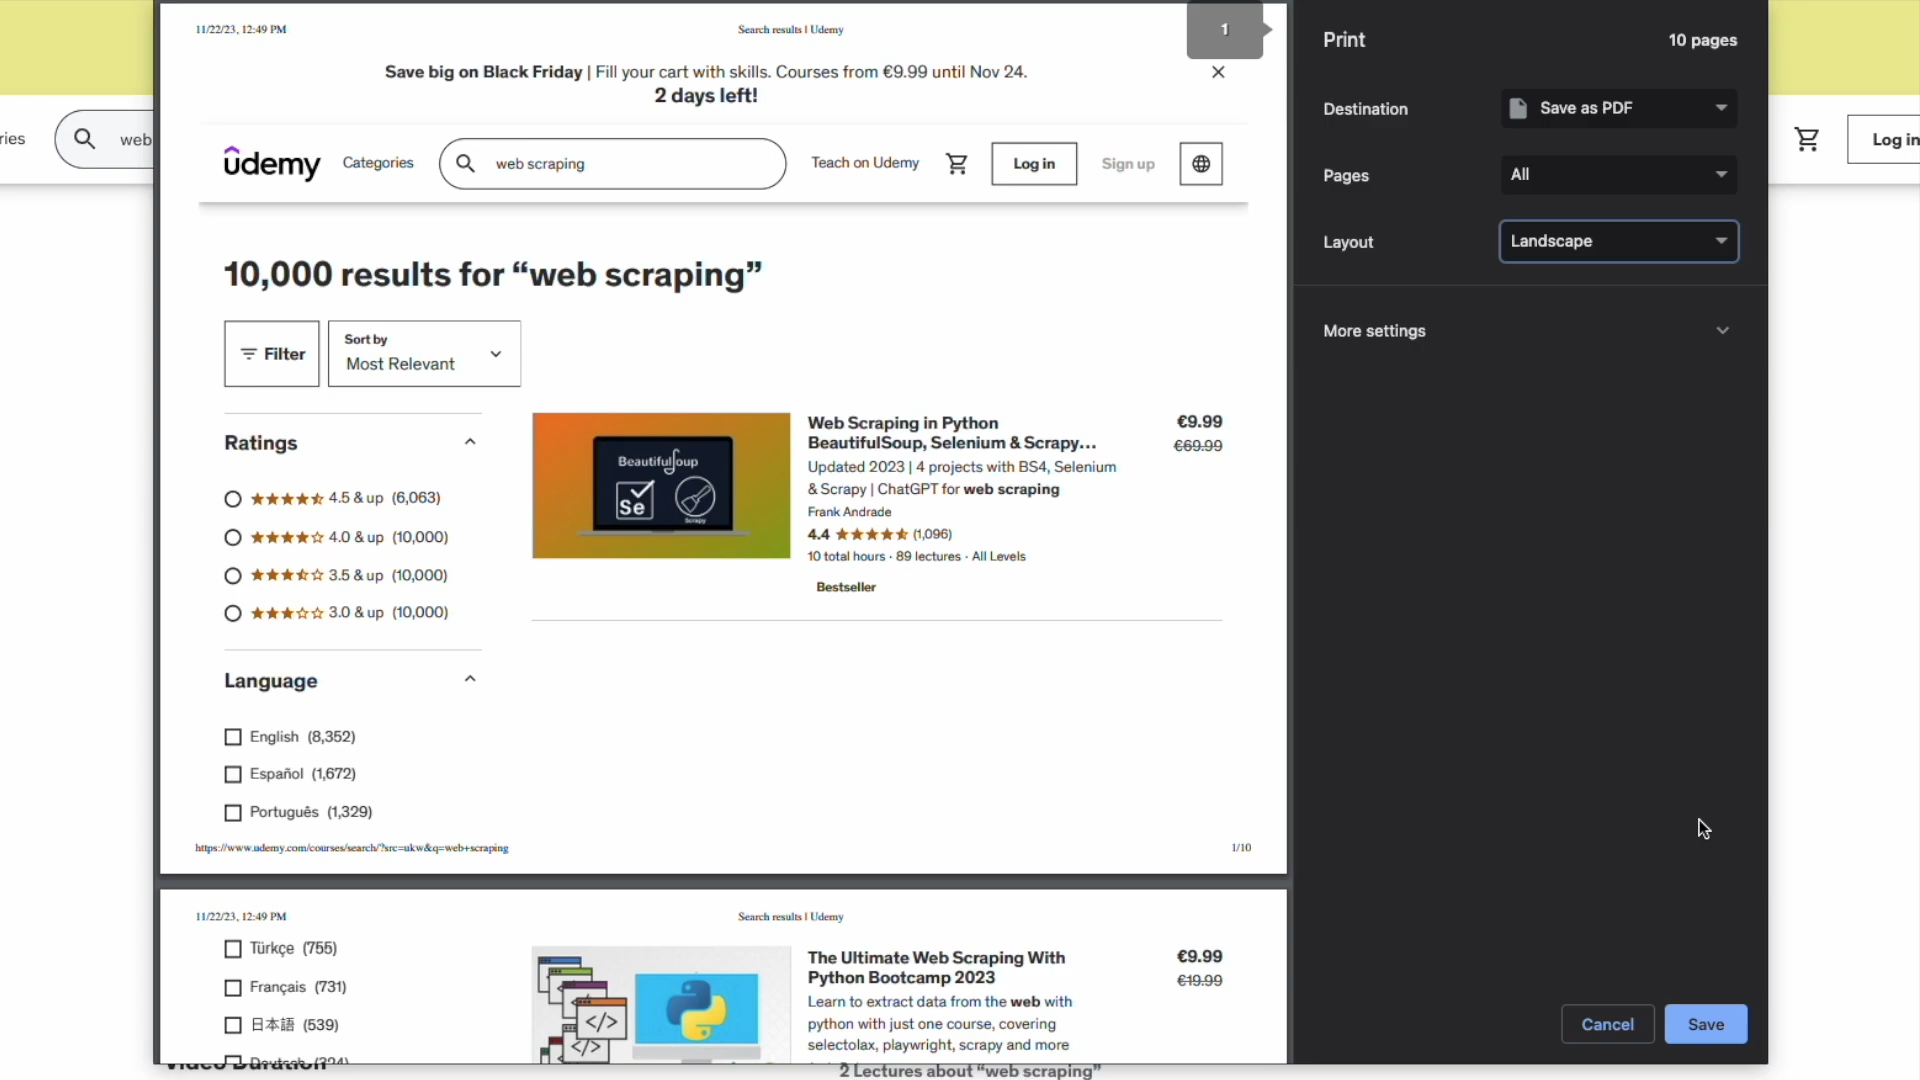 11/22/23, 12:49 PM
Search results | Udemy
1
Save big on Black Friday | Fill your cart with skills. Courses from €9.99 until Nov 24.
2 days left!
udemy
Categories
web scraping
Teach on Udemy
Log in
Sign up
10,000 results for “web scraping”
Filter
Sort by
Most Relevant
Ratings
4.5 & up (6,063)
4.0 & up (10,000)
3.5 & up (10,000)
3.0 & up (10,000)
Language
English (8,352)
Español (1,672)
Português (1,329)
BeautifulSoup
Se
Scrapy
Web Scraping in Python
BeautifulSoup, Selenium & Scrapy...
Updated 2023 | 4 projects with BS4, Selenium
& Scrapy | ChatGPT for web scraping
Frank Andrade
4.4 (1,096)
10 total hours · 89 lectures · All Levels
Bestseller
€9.99
€69.99
https://www.udemy.com/courses/search/?src=ukw&q=web+scraping
1/10
11/22/23, 12:49 PM
Search results | Udemy
Türkçe (755)
Français (731)
日本語 (539)
Deutsch (324)
</>
</>
The Ultimate Web Scraping With
Python Bootcamp 2023
Learn to extract data from the web with
python with just one course, covering
selectolax, playwright, scrapy and more
€9.99
€19.99
Print
10 pages
Destination
Save as PDF
Pages
All
Layout
Landscape
More settings
Cancel
Save
ries
web
Log in
Video Duration
2 Lectures about “web scraping”